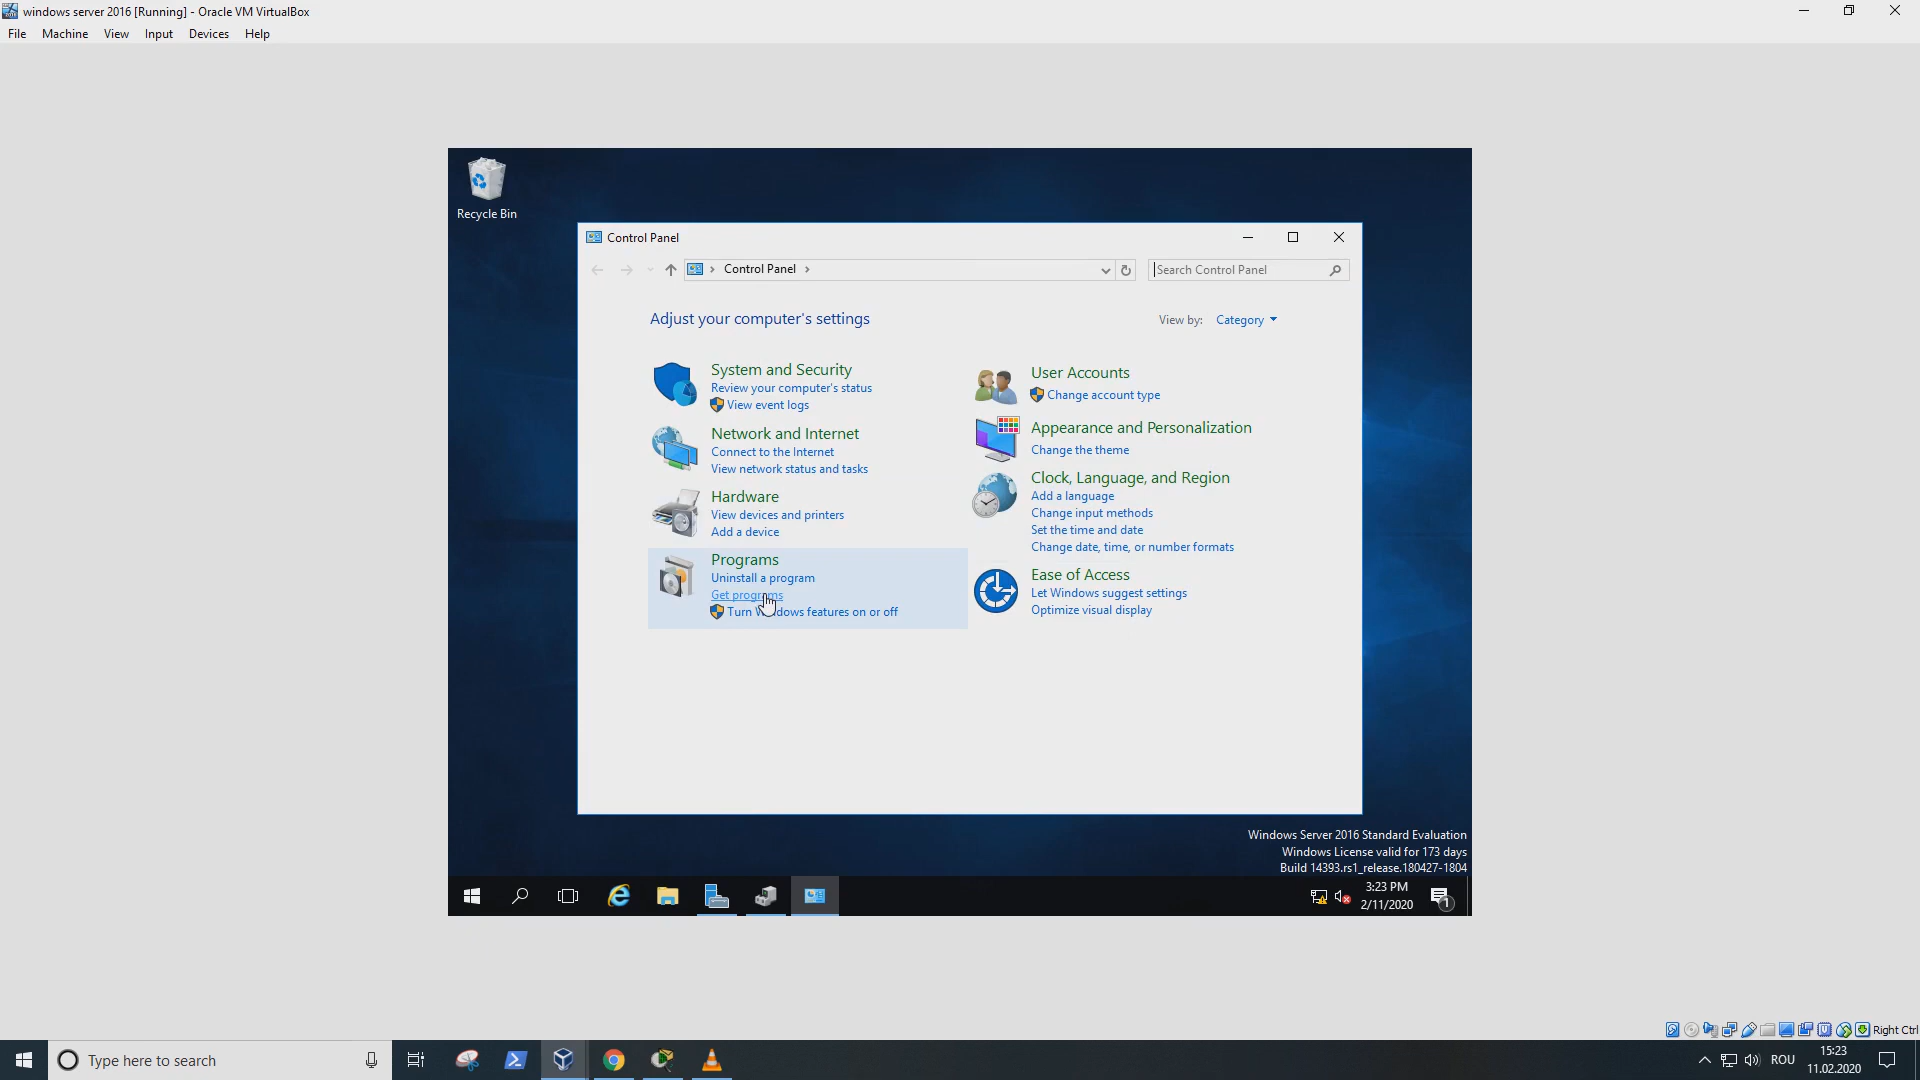 windows server 2016 [Running] - Oracle VM VirtualBox
File Machine View Input Devices Help
Recycle Bin
Control Panel
Control Panel
Search Control Panel
Adjust your computer's settings
View by: Category
System and Security
Review your computer's status
View event logs
Network and Internet
Connect to the Internet
View network status and tasks
Hardware
View devices and printers
Add a device
Programs
Uninstall a program
Get programs
Turn Windows features on or off
User Accounts
Change account type
Appearance and Personalization
Change the theme
Clock, Language, and Region
Add a language
Change input methods
Set the time and date
Change date, time, or number formats
Ease of Access
Let Windows suggest settings
Optimize visual display
Windows Server 2016 Standard Evaluation
Windows License valid for 173 days
Build 14393.rs1_release.180427-1804
3:23 PM
2/11/2020
1
Right Ctrl
Type here to search
ROU
15:23
11.02.2020